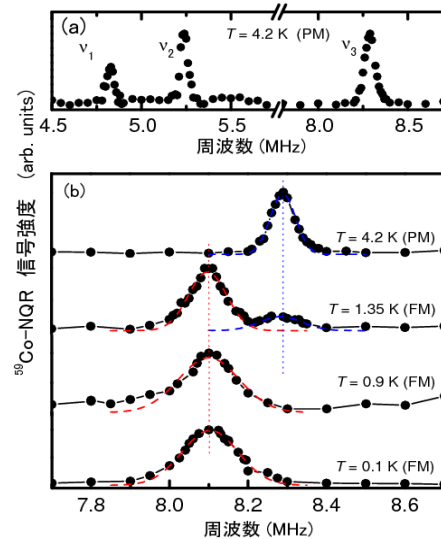 (a)
T = 4.2 K (PM)
ν1
ν2
ν3
4.5 5.0 5.5 8.0 8.5
周波数 (MHz)
⁵⁹Co-NQR 信号強度 (arb. units)
(b)
T = 4.2 K (PM)
T = 1.35 K (FM)
T = 0.9 K (FM)
T = 0.1 K (FM)
7.8 8.0 8.2 8.4 8.6
周波数 (MHz)